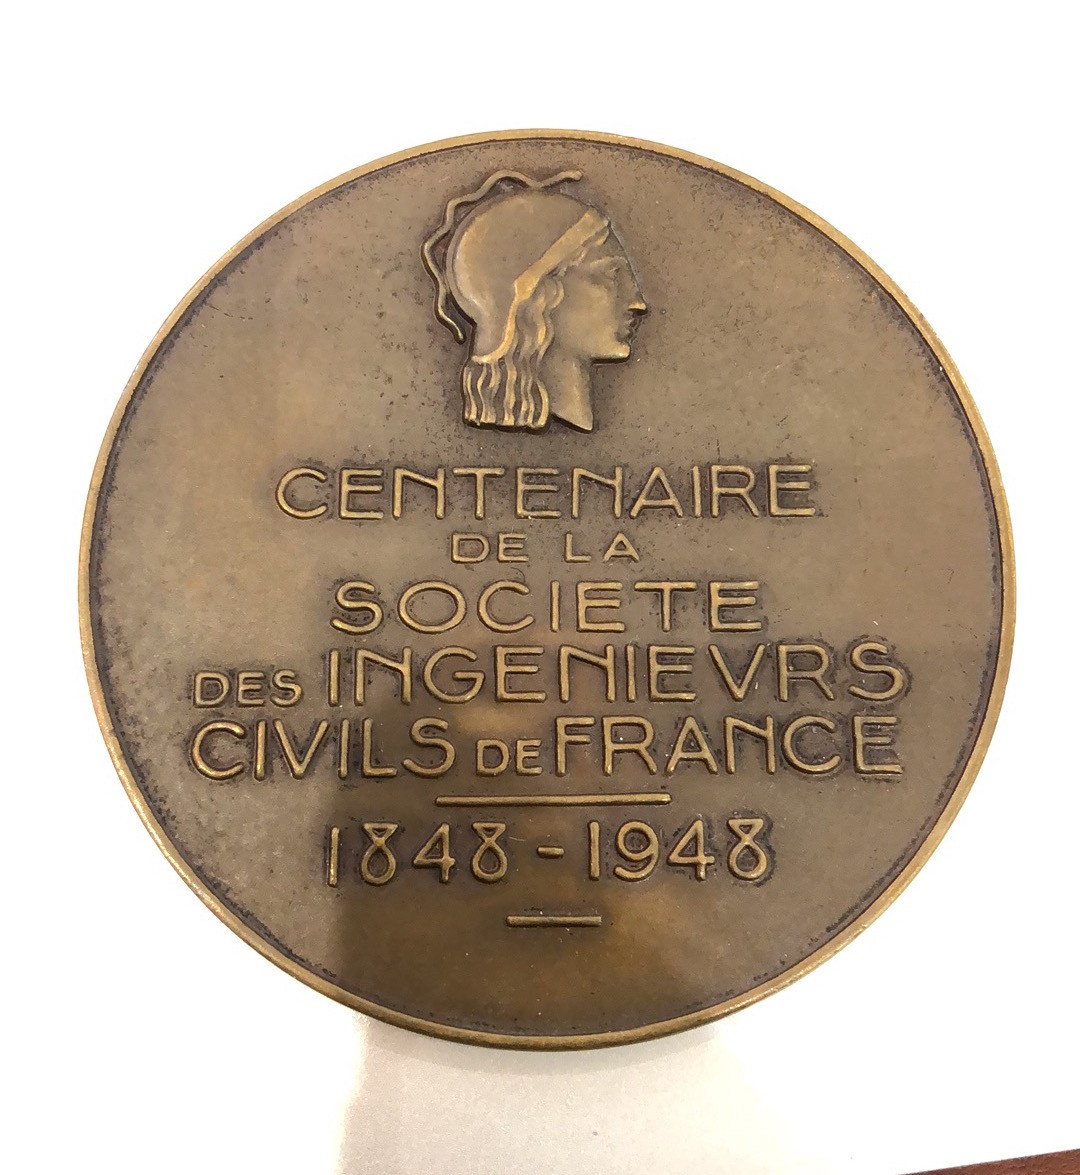 CENTENAIRE
DE LA
SOCIETE
DES INGENIEVRS
CIVILS DE FRANCE
1848 - 1948